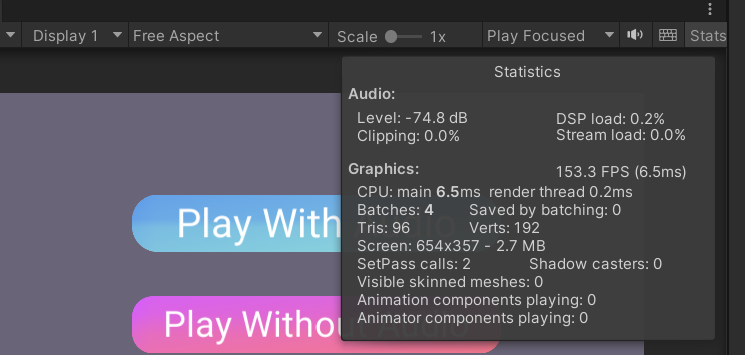 Display 1 Free Aspect Scale 1x Play Focused Stats
Statistics
Audio:
Level: -74.8 dB DSP load: 0.2%
Clipping: 0.0% Stream load: 0.0%
Graphics: 153.3 FPS (6.5ms)
CPU: main 6.5ms render thread 0.2ms
Batches: 4 Saved by batching: 0
Tris: 96 Verts: 192
Screen: 654x357 - 2.7 MB
SetPass calls: 2 Shadow casters: 0
Visible skinned meshes: 0
Animation components playing: 0
Animator components playing: 0
Play With Audio
Play Without Audio